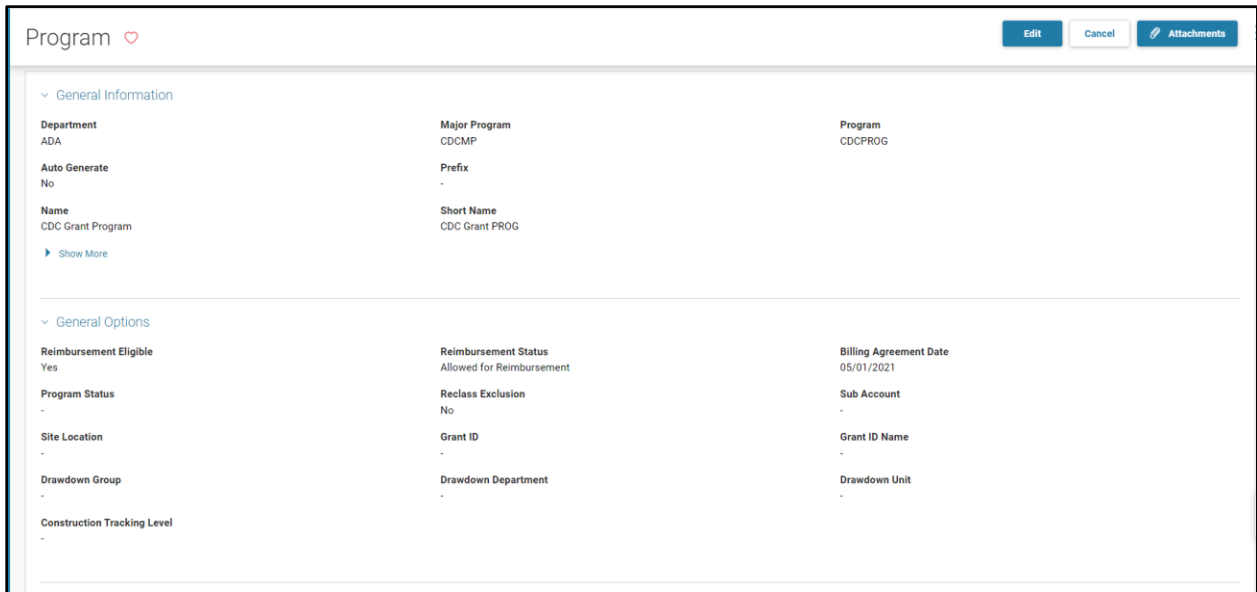 Program
Edit Cancel Attachments
General Information
Department Major Program Program
ADA CDCMP CDCPROG
Auto Generate Prefix
No -
Name Short Name
CDC Grant Program CDC Grant PROG
Show More
General Options
Reimbursement Eligible Reimbursement Status Billing Agreement Date
Yes Allowed for Reimbursement 05/01/2021
Program Status Reclass Exclusion Sub Account
- No -
Site Location Grant ID Grant ID Name
- - -
Drawdown Group Drawdown Department Drawdown Unit
- - -
Construction Tracking Level
-